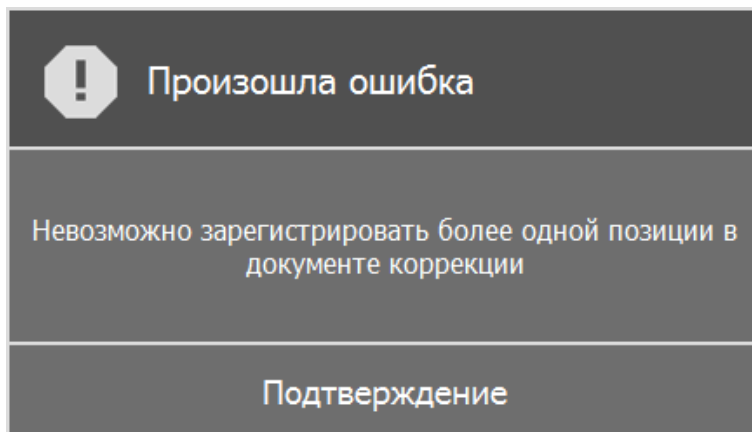 Произошла ошибка
Невозможно зарегистрировать более одной позиции в
документе коррекции
Подтверждение